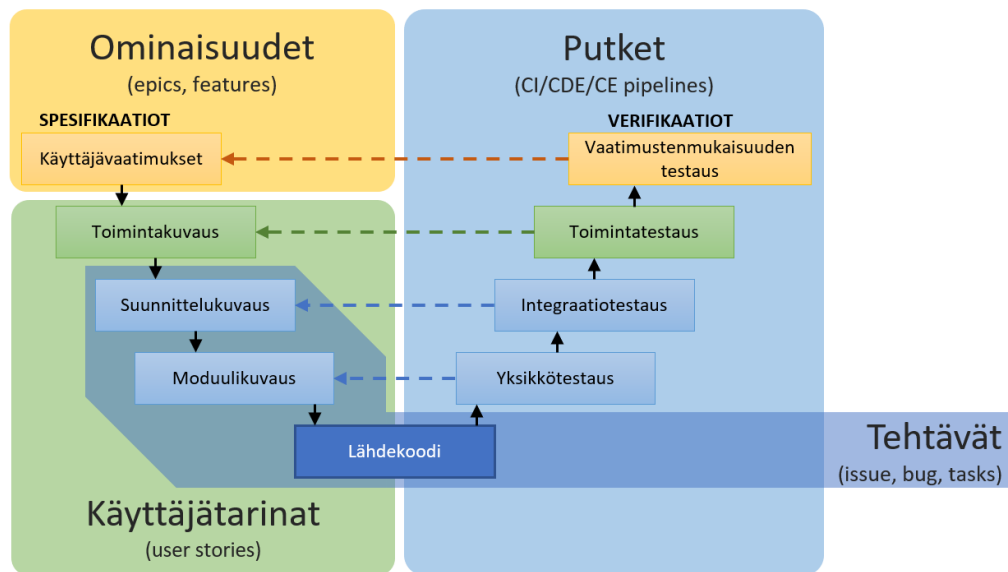 Ominaisuudet
(epics, features)
Putket
(CI/CDE/CE pipelines)
SPESIFIKAATIOT
VERIFIKAATIOT
Käyttäjävaatimukset
Vaatimustenmukaisuuden
testaus
Toimintakuvaus
Toimintatestaus
Suunnittelukuvaus
Integraatiotestaus
Moduulikuvaus
Yksikkötestaus
Lähdekoodi
Tehtävät
(issue, bug, tasks)
Käyttäjätarinat
(user stories)